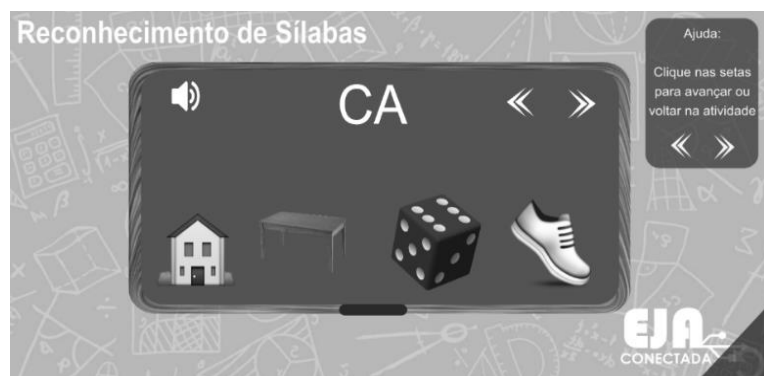 Reconhecimento de Sílabas
CA
Ajuda:
Clique nas setas
para avançar ou
voltar na atividade
EJA
CONECTADA